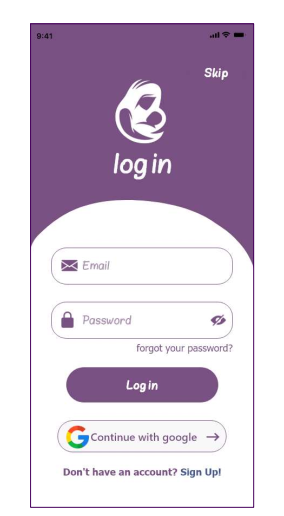 9:41
Skip
log in
Email
Password
forgot your password?
Log in
Continue with google
Don't have an account? Sign Up!